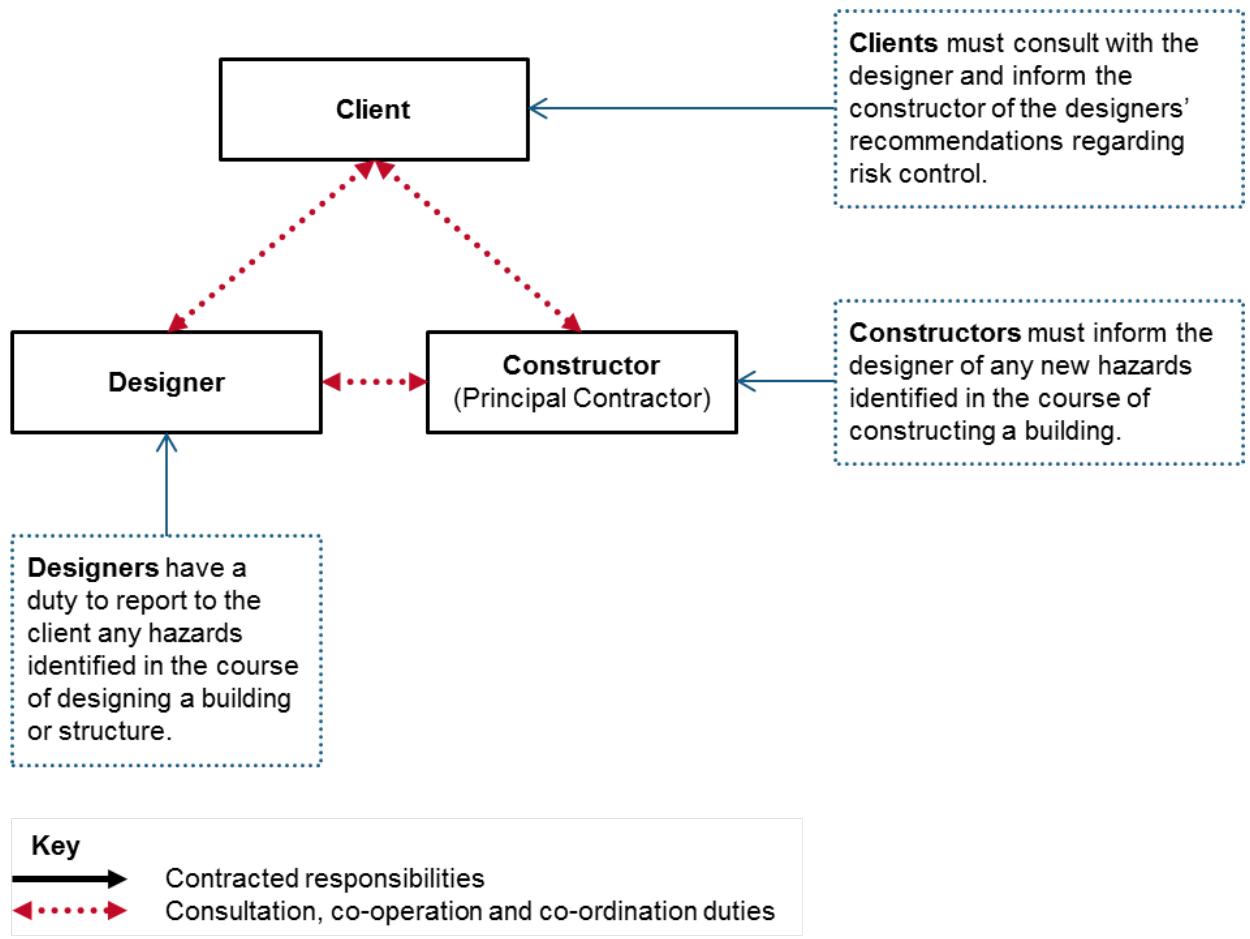 Clients must consult with the
designer and inform the
constructor of the designers’
recommendations regarding
risk control.
Client
Designer
Constructor
(Principal Contractor)
Constructors must inform the
designer of any new hazards
identified in the course of
constructing a building.
Designers have a
duty to report to the
client any hazards
identified in the course
of designing a building
or structure.
Key
Contracted responsibilities
Consultation, co-operation and co-ordination duties